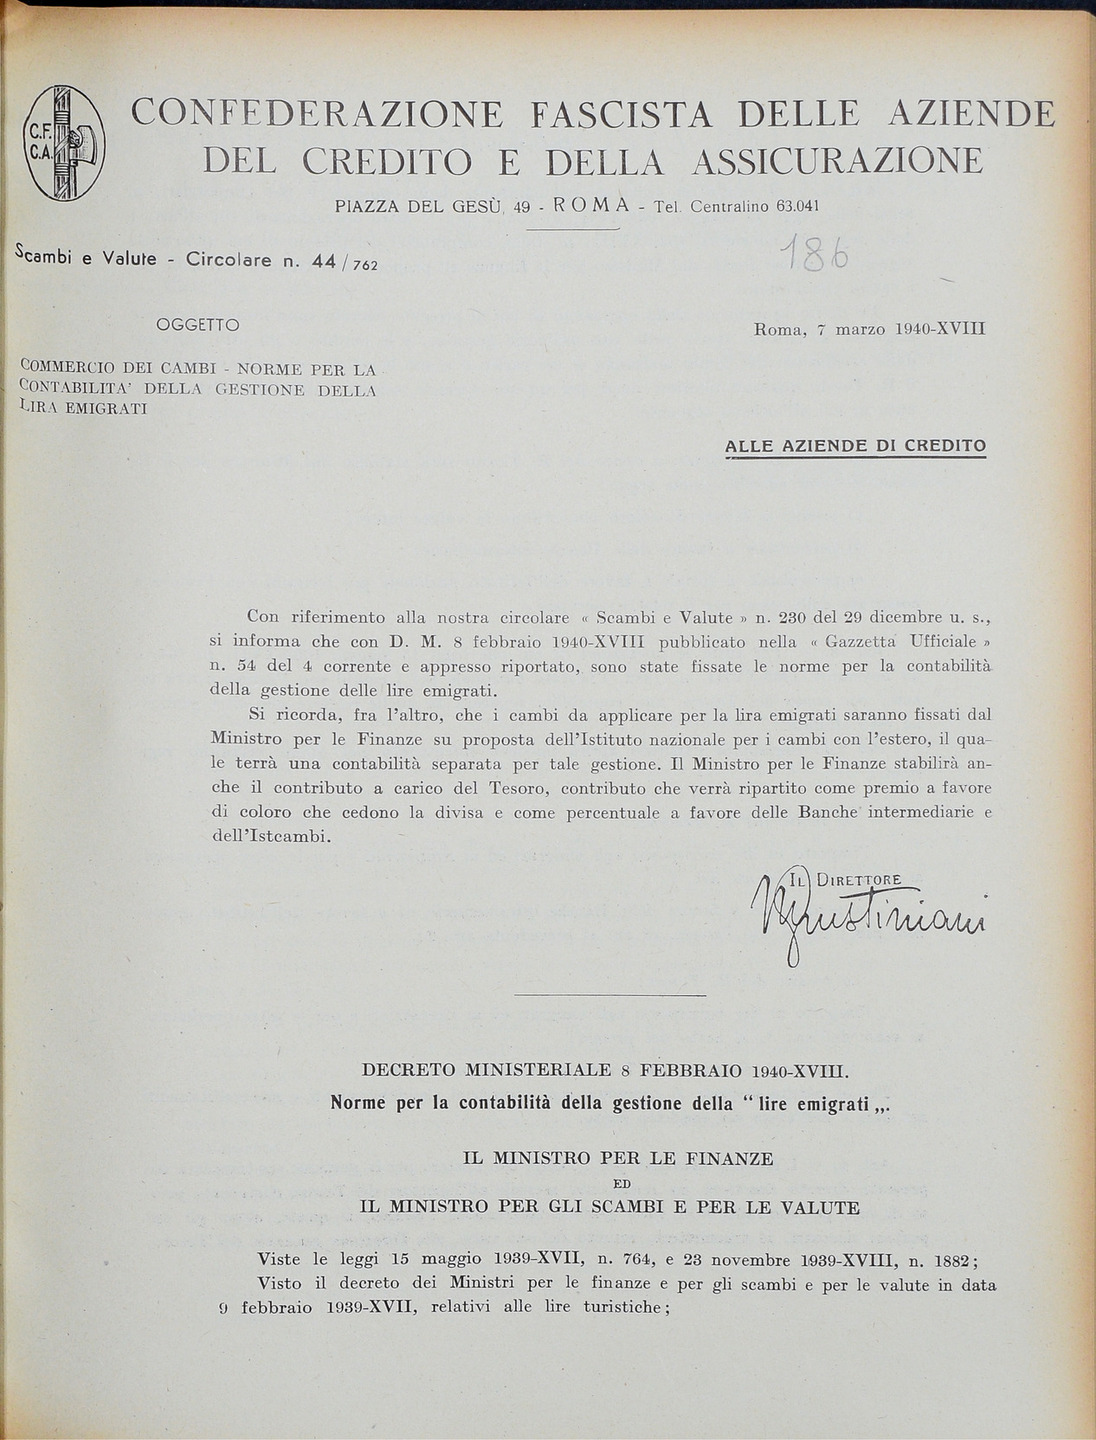 C.F.
C.A.
CONFEDERAZIONE FASCISTA DELLE AZIENDE
DEL CREDITO E DELLA ASSICURAZIONE
PIAZZA DEL GESÙ, 49 - ROMA - Tel. Centralino 63.041
186
Scambi e Valute - Circolare n. 44/762
OGGETTO
Roma, 7 marzo 1940-XVIII
COMMERCIO DEI CAMBI - NORME PER LA
CONTABILITA' DELLA GESTIONE DELLA
LIRA EMIGRATI
ALLE AZIENDE DI CREDITO
Con riferimento alla nostra circolare « Scambi e Valute » n. 230 del 29 dicembre u. s.,
si informa che con D. M. 8 febbraio 1940-XVIII pubblicato nella « Gazzetta Ufficiale »
n. 54 del 4 corrente e appresso riportato, sono state fissate le norme per la contabilità
della gestione delle lire emigrati.
Si ricorda, fra l'altro, che i cambi da applicare per la lira emigrati saranno fissati dal
Ministro per le Finanze su proposta dell'Istituto nazionale per i cambi con l'estero, il qua-
le terrà una contabilità separata per tale gestione. Il Ministro per le Finanze stabilirà an-
che il contributo a carico del Tesoro, contributo che verrà ripartito come premio a favore
di coloro che cedono la divisa e come percentuale a favore delle Banche intermediarie e
dell'Istcambi.
IL DIRETTORE
Giustiniani
DECRETO MINISTERIALE 8 FEBBRAIO 1940-XVIII.
Norme per la contabilità della gestione della “ lire emigrati „.
IL MINISTRO PER LE FINANZE
ED
IL MINISTRO PER GLI SCAMBI E PER LE VALUTE
Viste le leggi 15 maggio 1939-XVII, n. 764, e 23 novembre 1939-XVIII, n. 1882;
Visto il decreto dei Ministri per le finanze e per gli scambi e per le valute in data
9 febbraio 1939-XVII, relativi alle lire turistiche;